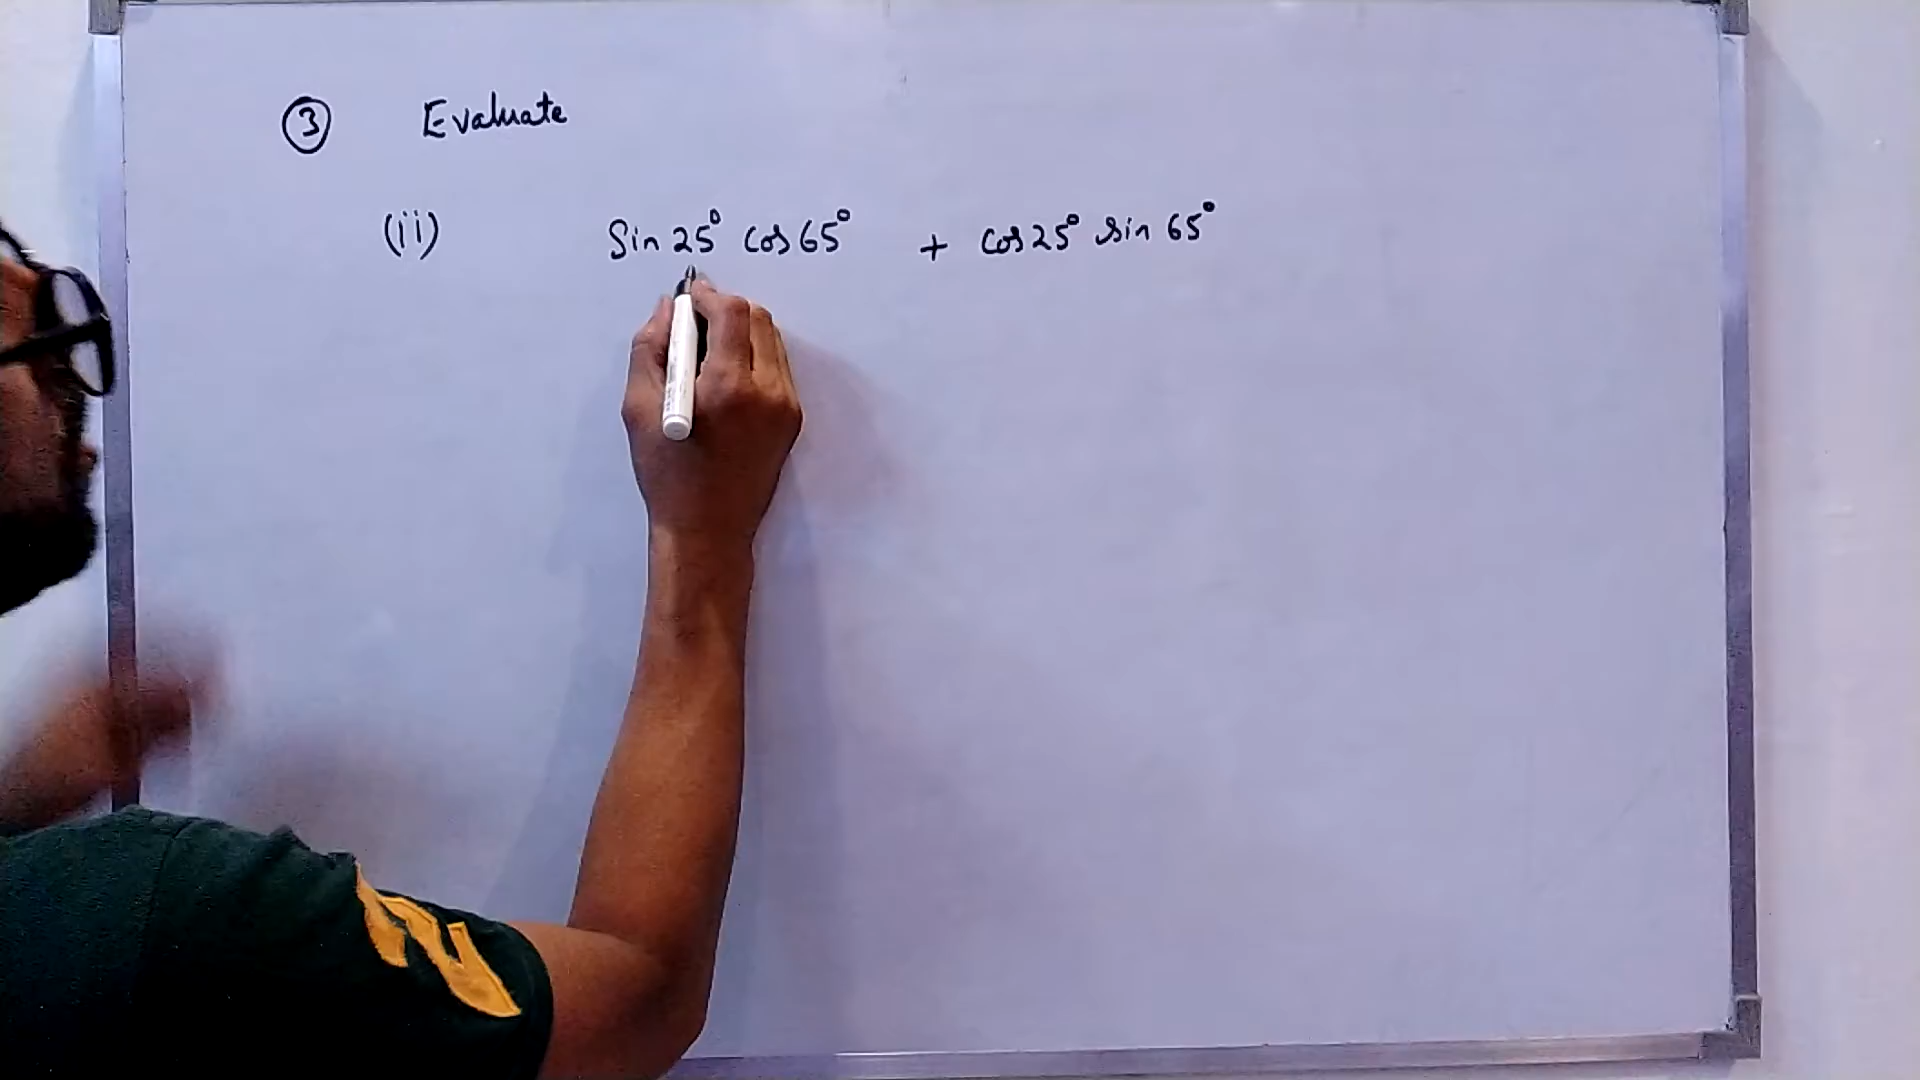 ③ Evaluate
(ii) Sin 25° Cos 65° + cos 25° sin 65°